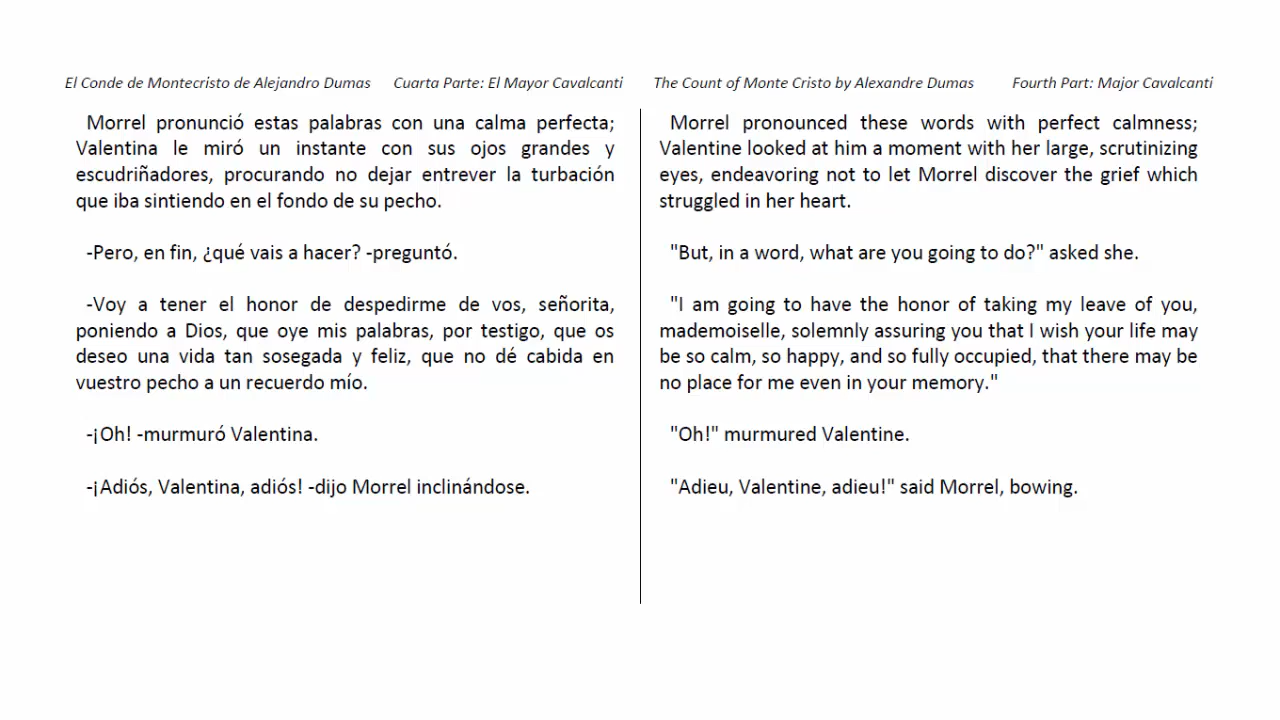 El Conde de Montecristo de Alejandro Dumas Cuarta Parte: El Mayor Cavalcanti
Morrel pronunció estas palabras con una calma perfecta;
Valentina le miró un instante con sus ojos grandes y
escudriñadores, procurando no dejar entrever la turbación
que iba sintiendo en el fondo de su pecho.
-Pero, en fin, ¿qué vais a hacer? -preguntó.
-Voy a tener el honor de despedirme de vos, señorita,
poniendo a Dios, que oye mis palabras, por testigo, que os
deseo una vida tan sosegada y feliz, que no dé cabida en
vuestro pecho a un recuerdo mío.
-¡Oh! -murmuró Valentina.
-¡Adiós, Valentina, adiós! -dijo Morrel inclinándose.
The Count of Monte Cristo by Alexandre Dumas Fourth Part: Major Cavalcanti
Morrel pronounced these words with perfect calmness;
Valentine looked at him a moment with her large, scrutinizing
eyes, endeavoring not to let Morrel discover the grief which
struggled in her heart.
"But, in a word, what are you going to do?" asked she.
"I am going to have the honor of taking my leave of you,
mademoiselle, solemnly assuring you that I wish your life may
be so calm, so happy, and so fully occupied, that there may be
no place for me even in your memory."
"Oh!" murmured Valentine.
"Adieu, Valentine, adieu!" said Morrel, bowing.